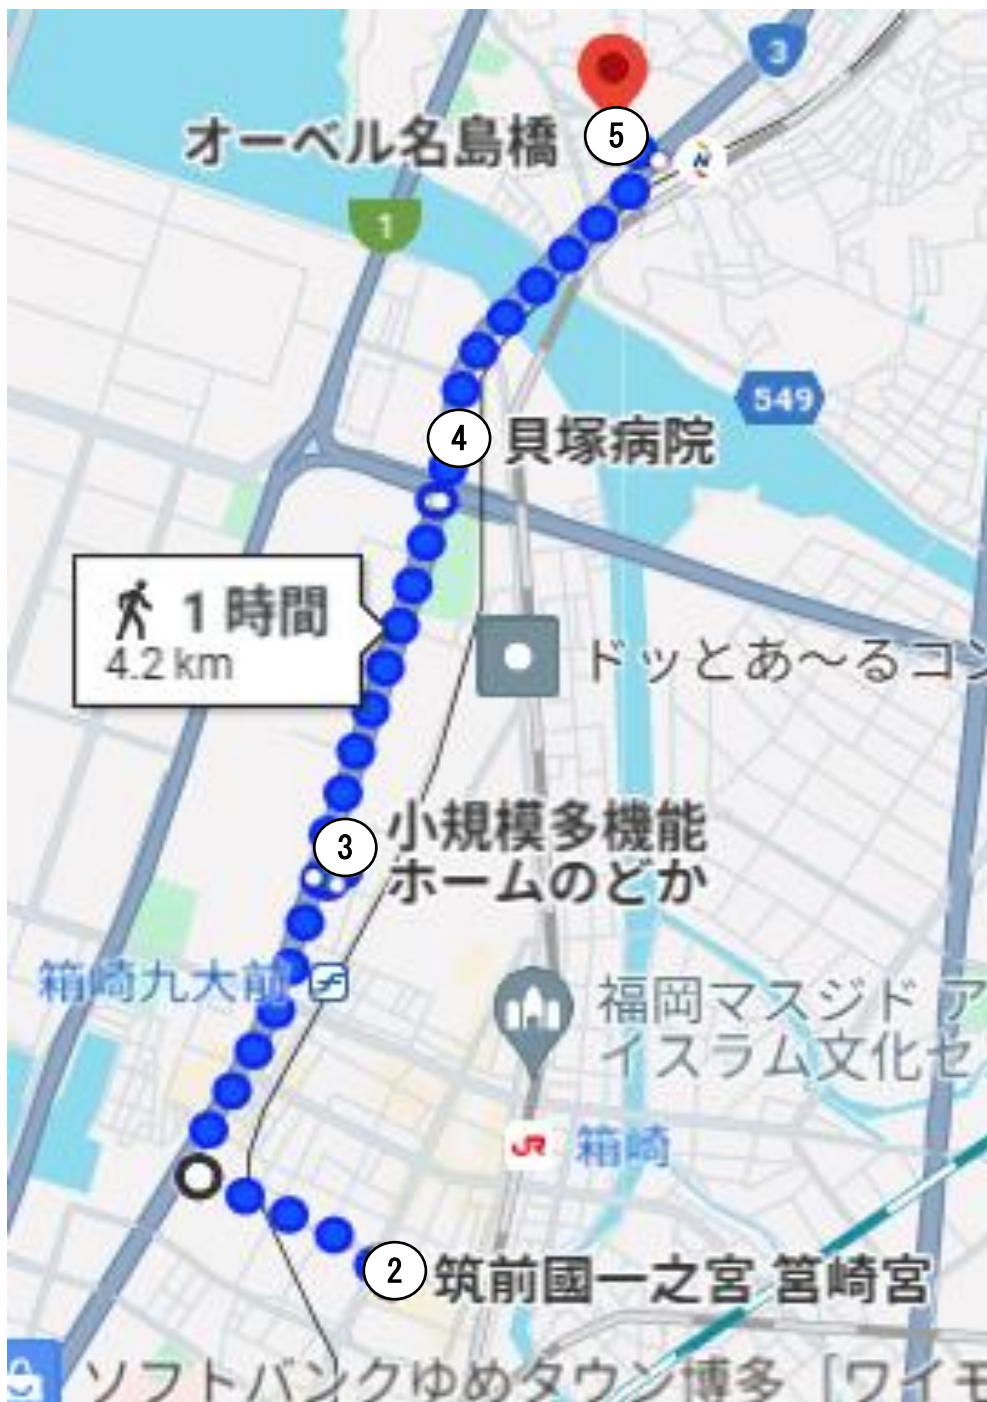 3
5
オーベル名島橋
1
549
4
貝塚病院
1 時間
4.2 km
ドッとあ〜るコン
3
小規模多機能
ホームのどか
箱崎九大前
福岡マスジド ア
イスラム文化セ
JR
箱崎
2
筑前國一之宮 筥崎宮
ソフトバンクゆめタウン博多 [ワイモ